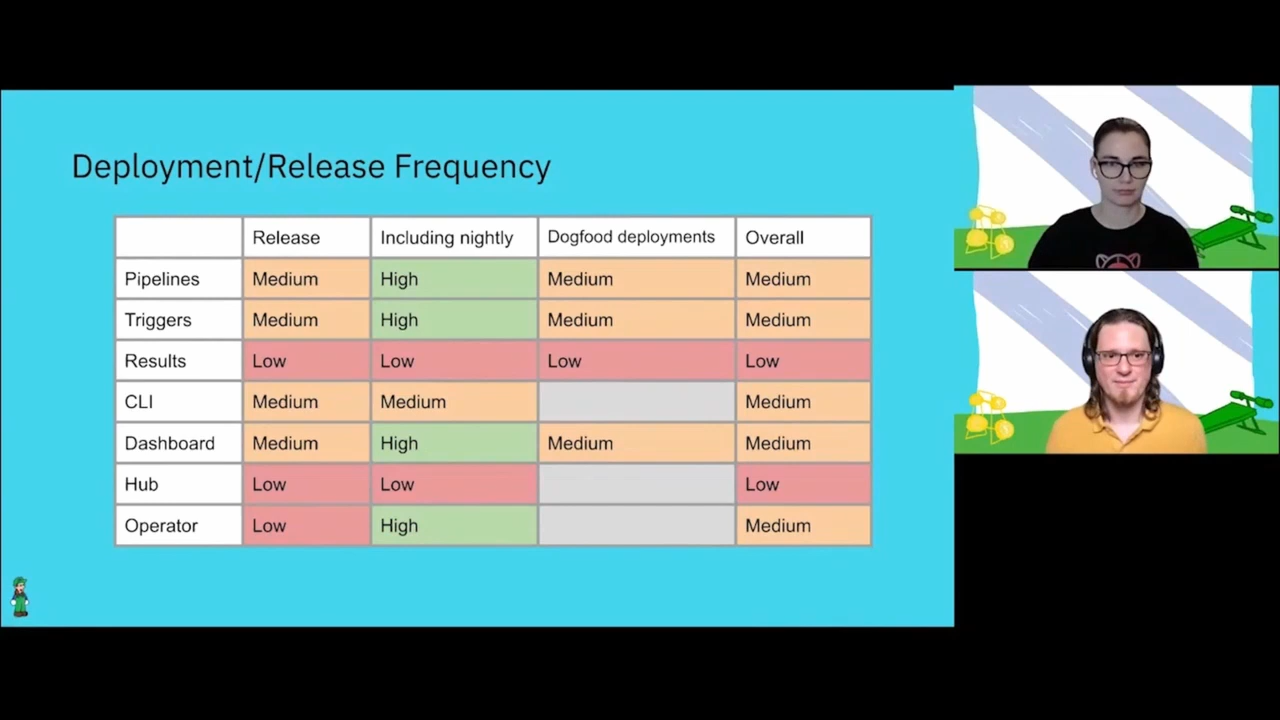 Deployment/Release Frequency
Release Including nightly Dogfood deployments Overall
Pipelines Medium High Medium Medium
Triggers Medium High Medium Medium
Results Low Low Low Low
CLI Medium Medium Medium
Dashboard Medium High Medium Medium
Hub Low Low Low
Operator Low High Medium